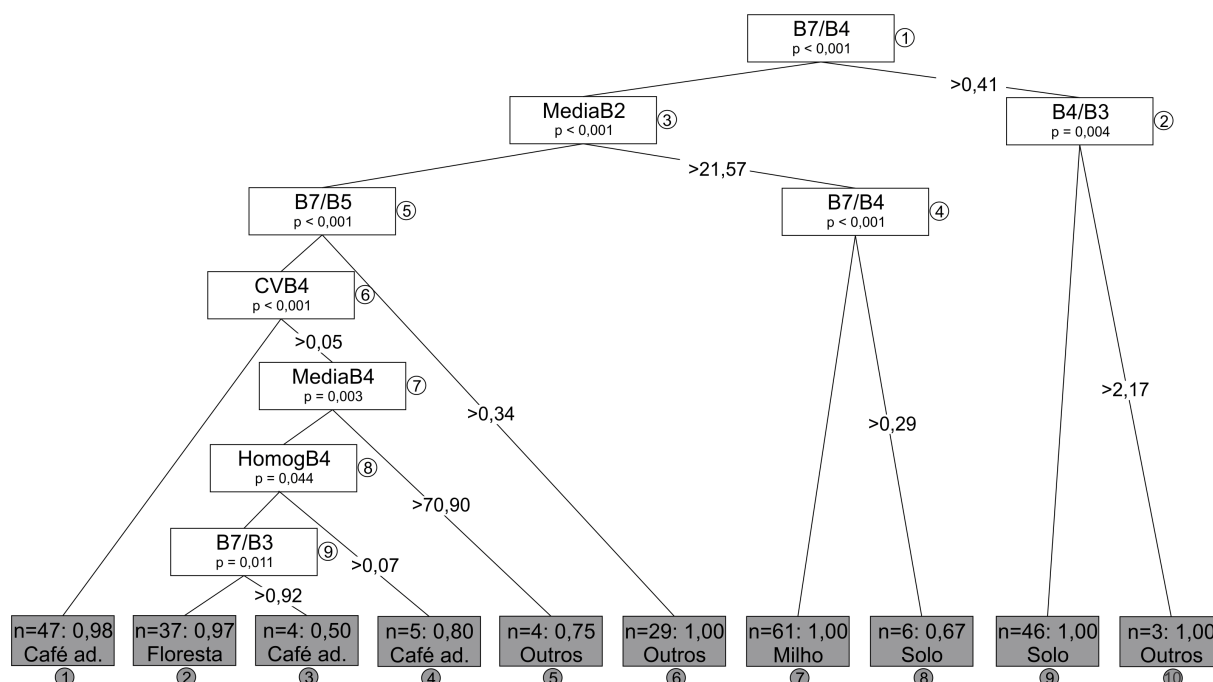 B7/B4
p < 0,001
1
>0,41
MediaB2
p < 0,001
3
B4/B3
p = 0,004
2
>21,57
B7/B5
p < 0,001
5
B7/B4
p < 0,001
4
CVB4
p < 0,001
6
>0,05
MediaB4
p = 0,003
7
>0,34
>2,17
>0,29
HomogB4
p = 0,044
8
>70,90
B7/B3
p = 0,011
9
>0,07
>0,92
n=47: 0,98
Café ad.
1
n=37: 0,97
Floresta
2
n=4: 0,50
Café ad.
3
n=5: 0,80
Café ad.
4
n=4: 0,75
Outros
5
n=29: 1,00
Outros
6
n=61: 1,00
Milho
7
n=6: 0,67
Solo
8
n=46: 1,00
Solo
9
n=3: 1,00
Outros
10